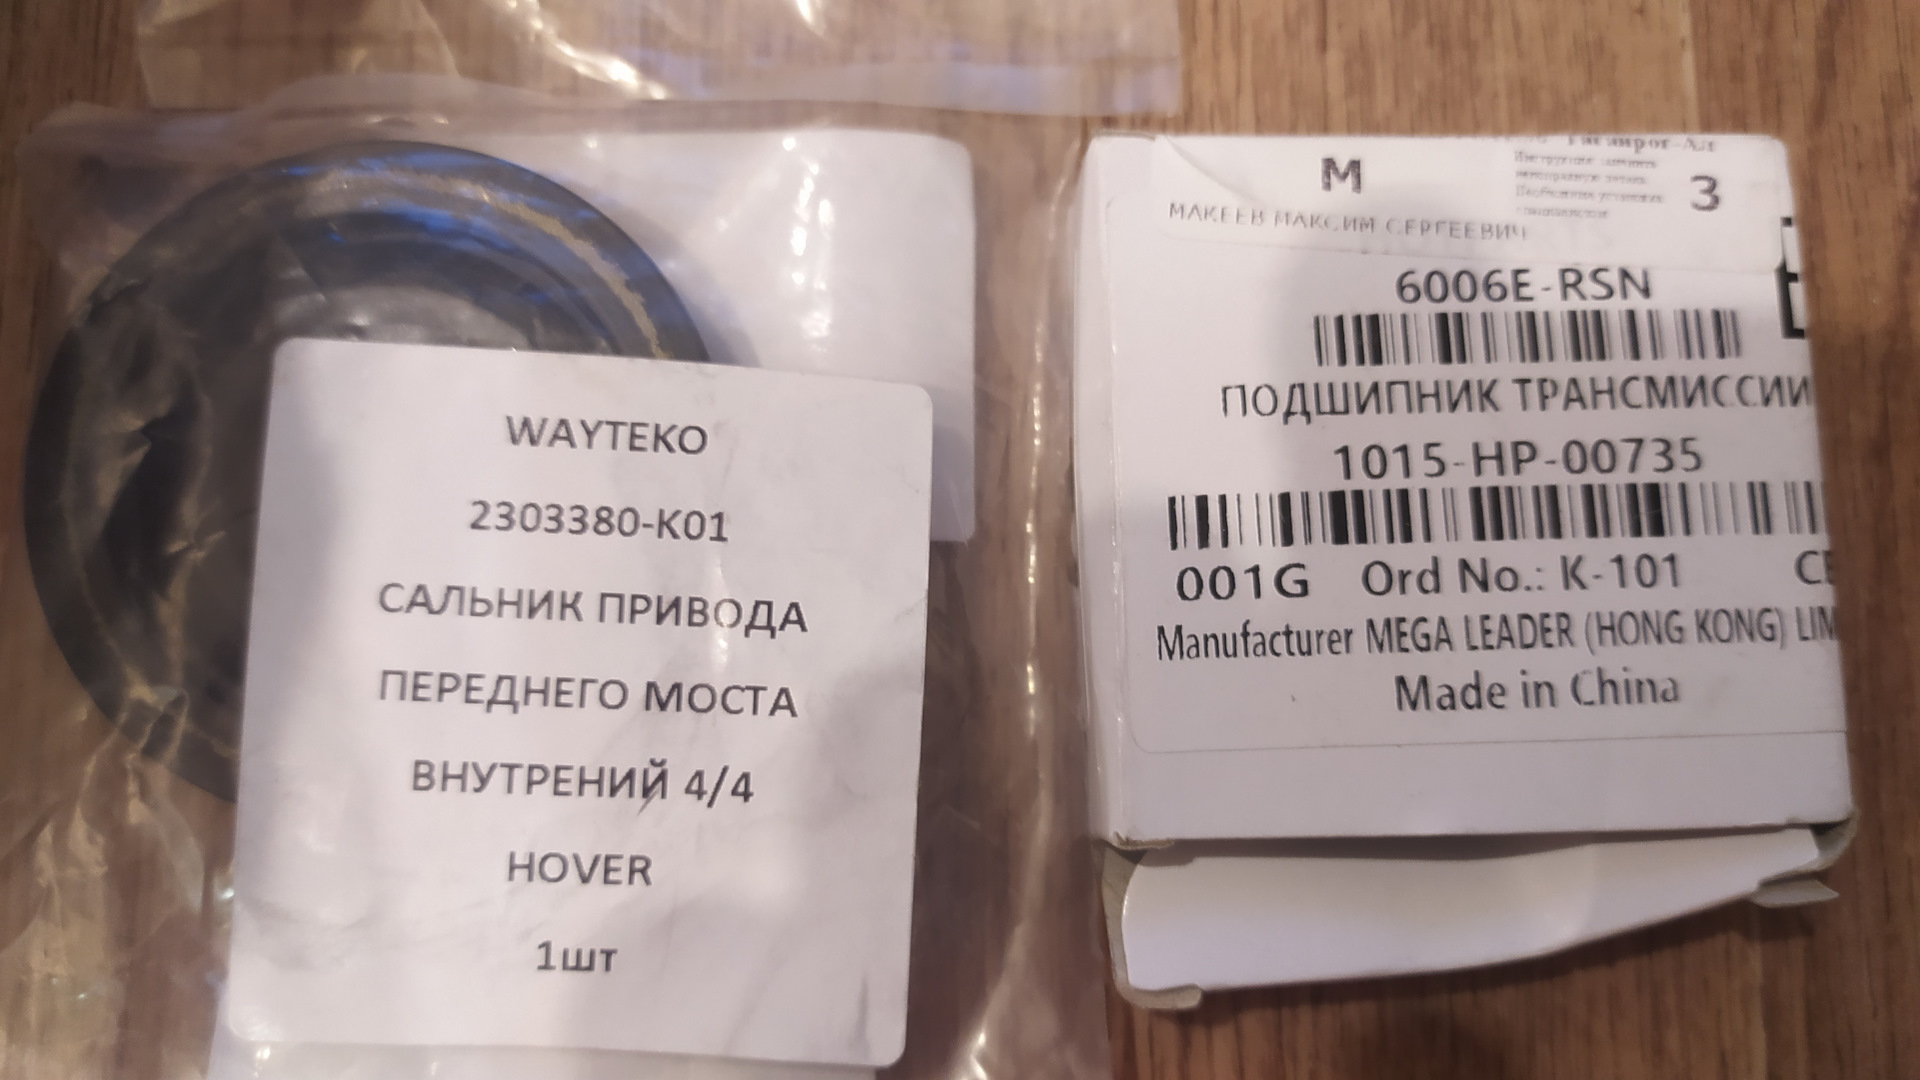 WAYTEKO
2303380-K01
САЛЬНИК ПРИВОДА
ПЕРЕДНЕГО МОСТА
ВНУТРЕНИЙ 4/4
HOVER
1шт
М
3
МАКЕЕВ МАКСИМ СЕРГЕЕВИЧ
6006E-RSN
ПОДШИПНИК ТРАНСМИССИИ
1015-HP-00735
001G Ord No.: K-101
Manufacturer MEGA LEADER (HONG KONG) LIM
Made in China